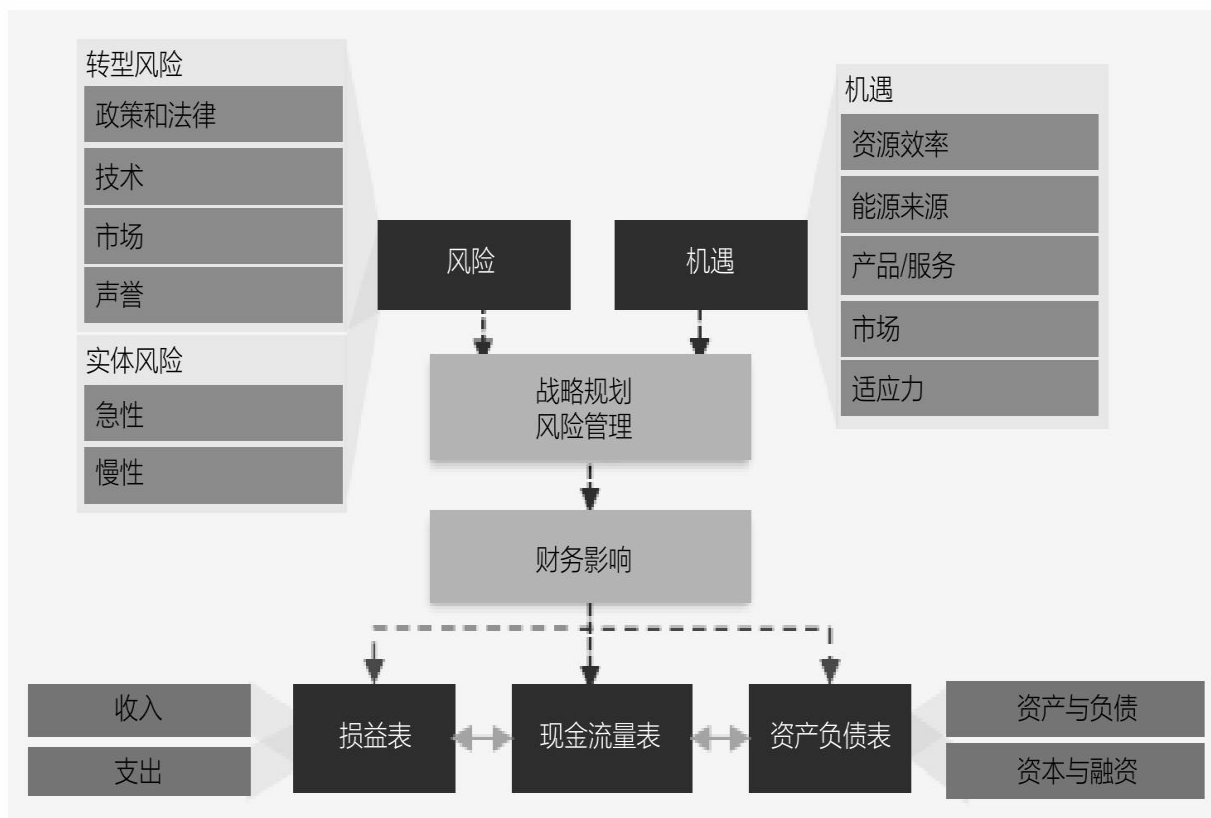 转型风险
政策和法律
技术
市场
声誉
实体风险
急性
慢性
风险
机遇
机遇
资源效率
能源来源
产品/服务
市场
适应力
战略规划
风险管理
财务影响
收入
支出
损益表
现金流量表
资产负债表
资产与负债
资本与融资